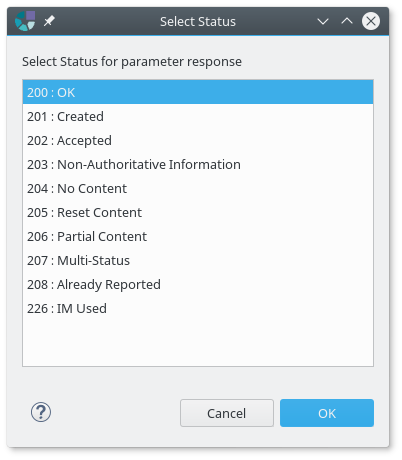 Select Status
Select Status for parameter response
200 : OK
201 : Created
202 : Accepted
203 : Non-Authoritative Information
204 : No Content
205 : Reset Content
206 : Partial Content
207 : Multi-Status
208 : Already Reported
226 : IM Used
? Cancel OK